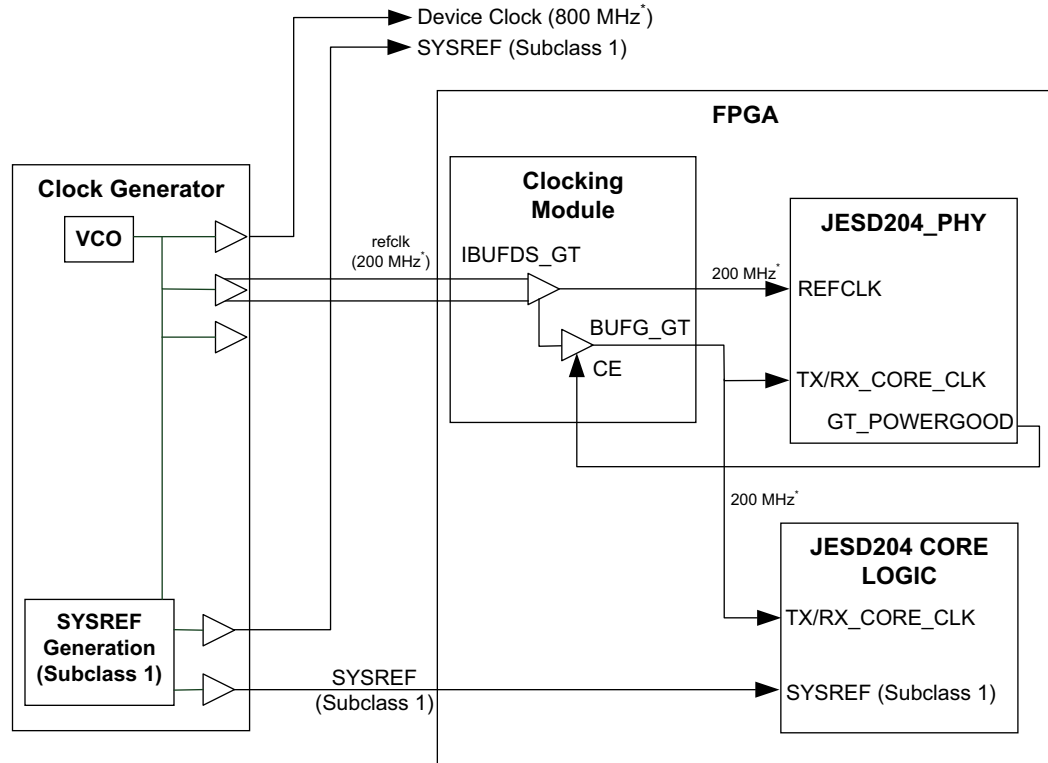 Device Clock (800 MHz*)
SYSREF (Subclass 1)
FPGA
Clock Generator
VCO
refclk
(200 MHz*)
Clocking
Module
IBUFDS_GT
BUFG_GT
CE
200 MHz*
JESD204_PHY
REFCLK
TX/RX_CORE_CLK
GT_POWERGOOD
200 MHz*
JESD204 CORE
LOGIC
TX/RX_CORE_CLK
SYSREF (Subclass 1)
SYSREF
Generation
(Subclass 1)
SYSREF
(Subclass 1)